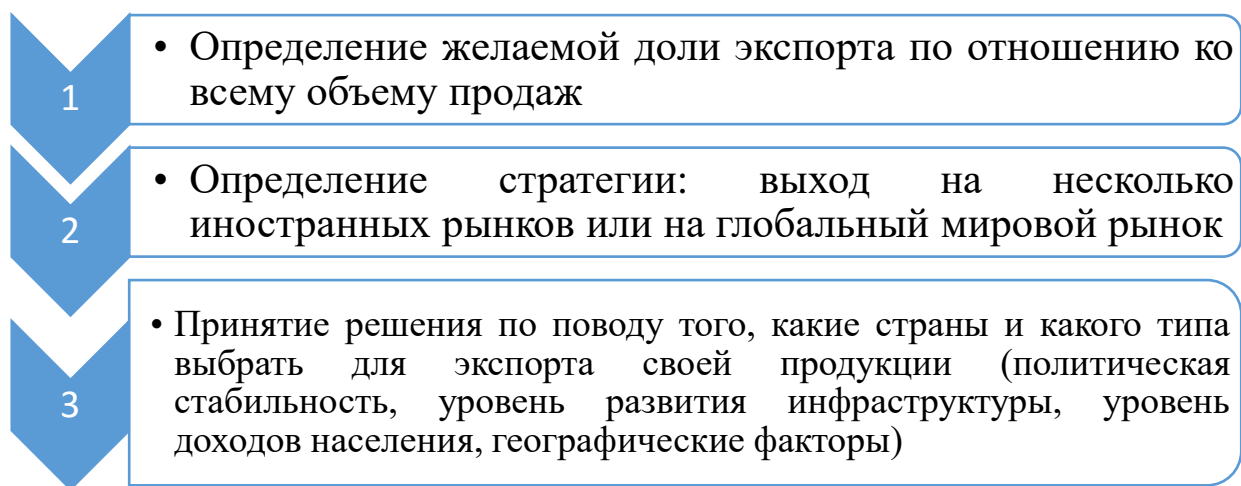 1
• Определение желаемой доли экспорта по отношению ко
всему объему продаж
2
• Определение стратегии: выход на несколько
иностранных рынков или на глобальный мировой рынок
3
• Принятие решения по поводу того, какие страны и какого типа
выбрать для экспорта своей продукции (политическая
стабильность, уровень развития инфраструктуры, уровень
доходов населения, географические факторы)